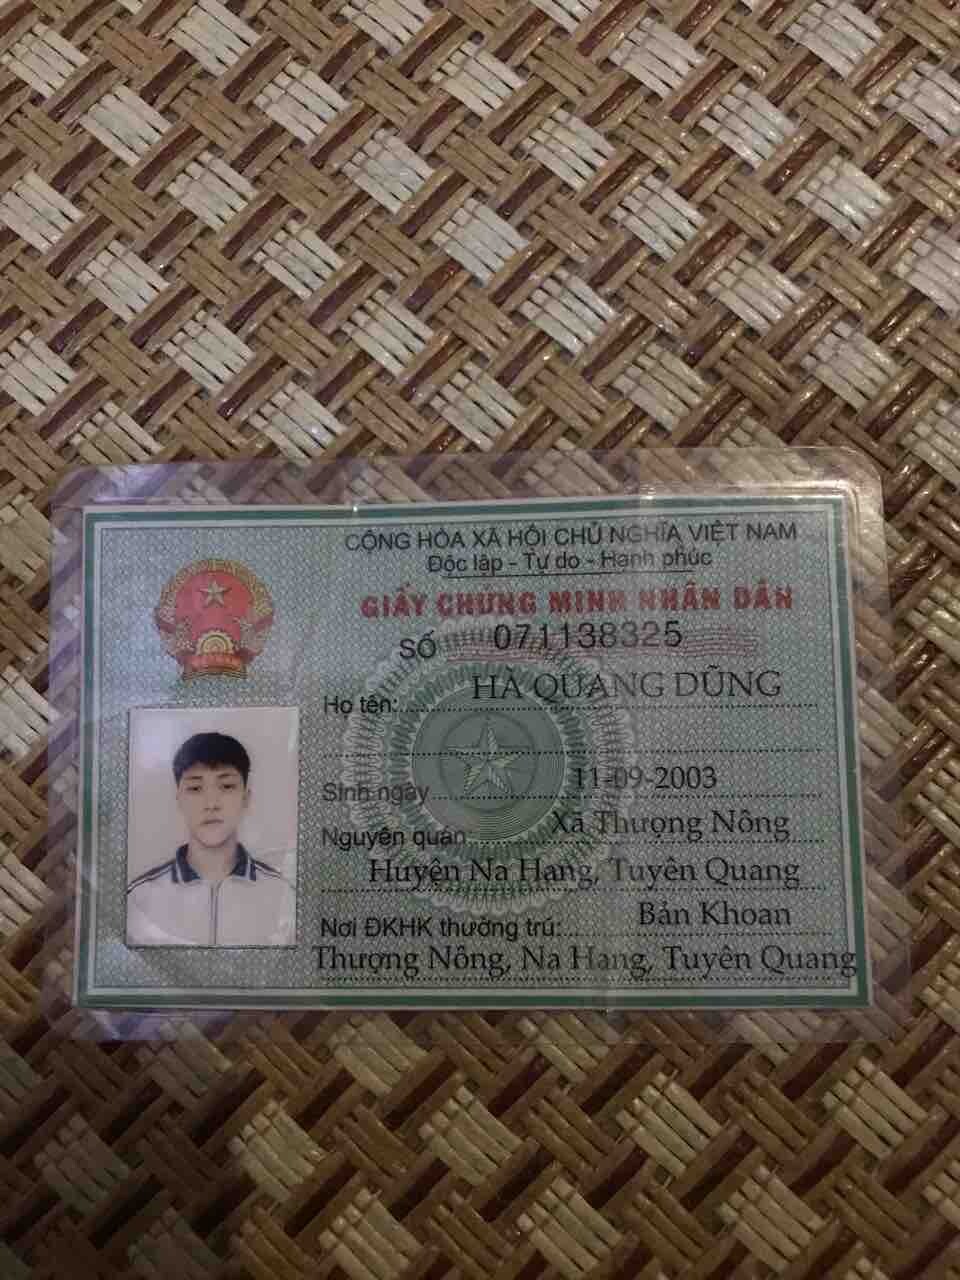 CỘNG HÒA XÃ HỘI CHỦ NGHĨA VIỆT NAM
Độc lập - Tự do - Hạnh phúc
GIẤY CHỨNG MINH NHÂN DÂN
SỐ 071138325
Họ tên: HÀ QUANG DŨNG
Sinh ngày 11-09-2003
Nguyên quán: Xã Thượng Nông
Huyện Na Hang, Tuyên Quang
Nơi ĐKHK thường trú: Bản Khoan
Thượng Nông, Na Hang, Tuyên Quang